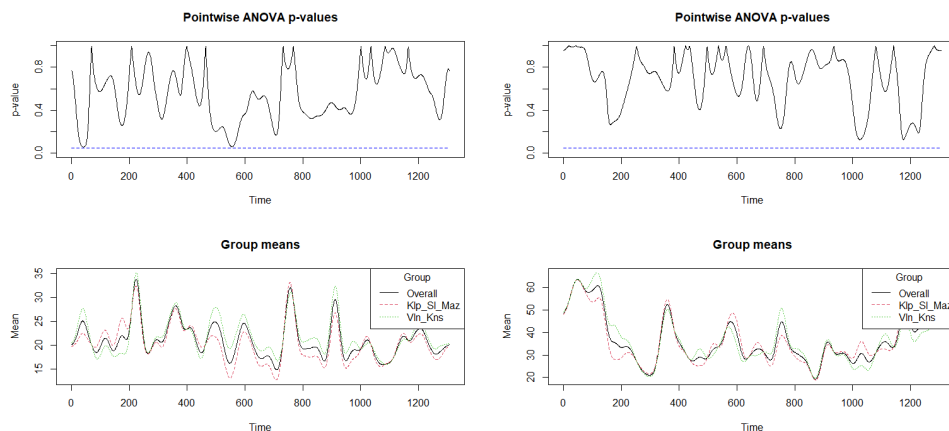 Pointwise ANOVA p-values
p-value
0.0 0.4 0.8
0 200 400 600 800 1000 1200
Time
Pointwise ANOVA p-values
p-value
0.0 0.4 0.8
0 200 400 600 800 1000 1200
Time
Group means
Mean
15 20 25 30 35
0 200 400 600 800 1000 1200
Time
Group
Overall
Klp_Sl_Maz
Vln_Kns
Group means
Mean
20 30 40 50 60
0 200 400 600 800 1000 1200
Time
Group
Overall
Klp_Sl_Maz
Vln_Kns